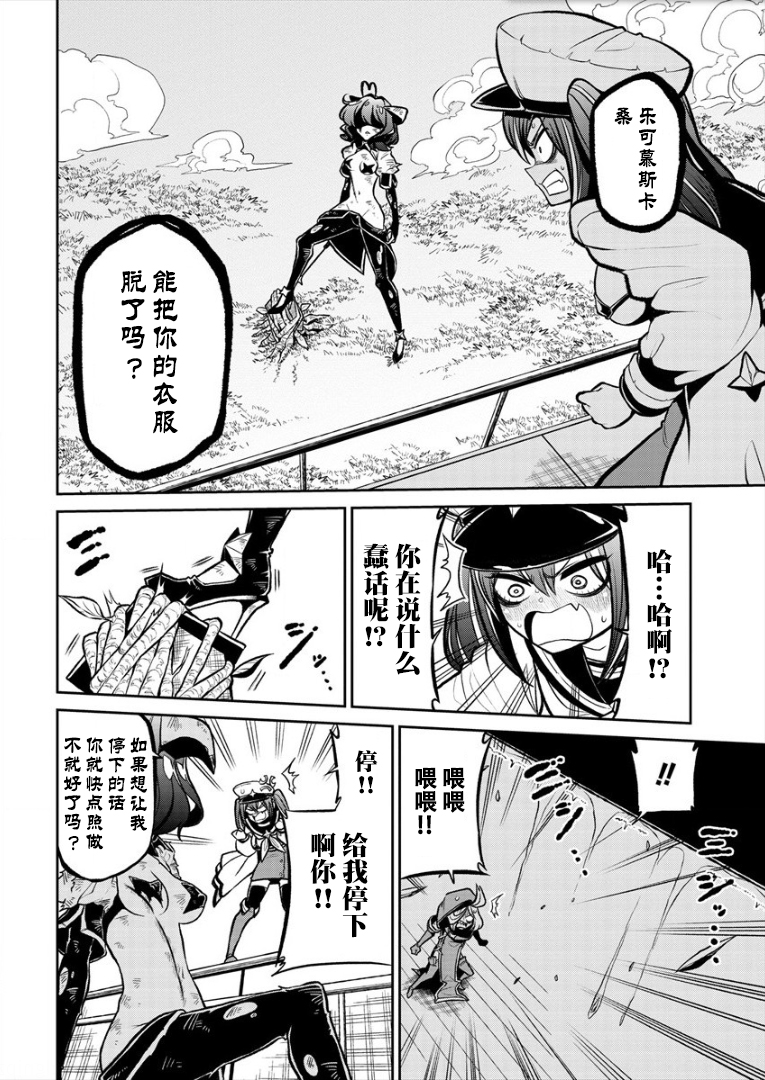 乐可慕斯卡
桑
能把你的衣服
脱了吗？
哈…哈啊!?
你在说什么
蠢话呢!?
!!
喂喂
喂喂!!
停!!
给我停下
啊你!!
如果想让我
停下的话
你就快点照做
不就好了吗？